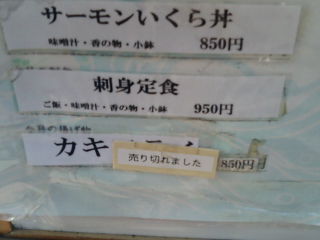 サーモンいくら丼
味噌汁・香の物・小鉢 850円
刺身定食
ご飯・味噌汁・香の物・小鉢 950円
カキ
売り切れました
850円